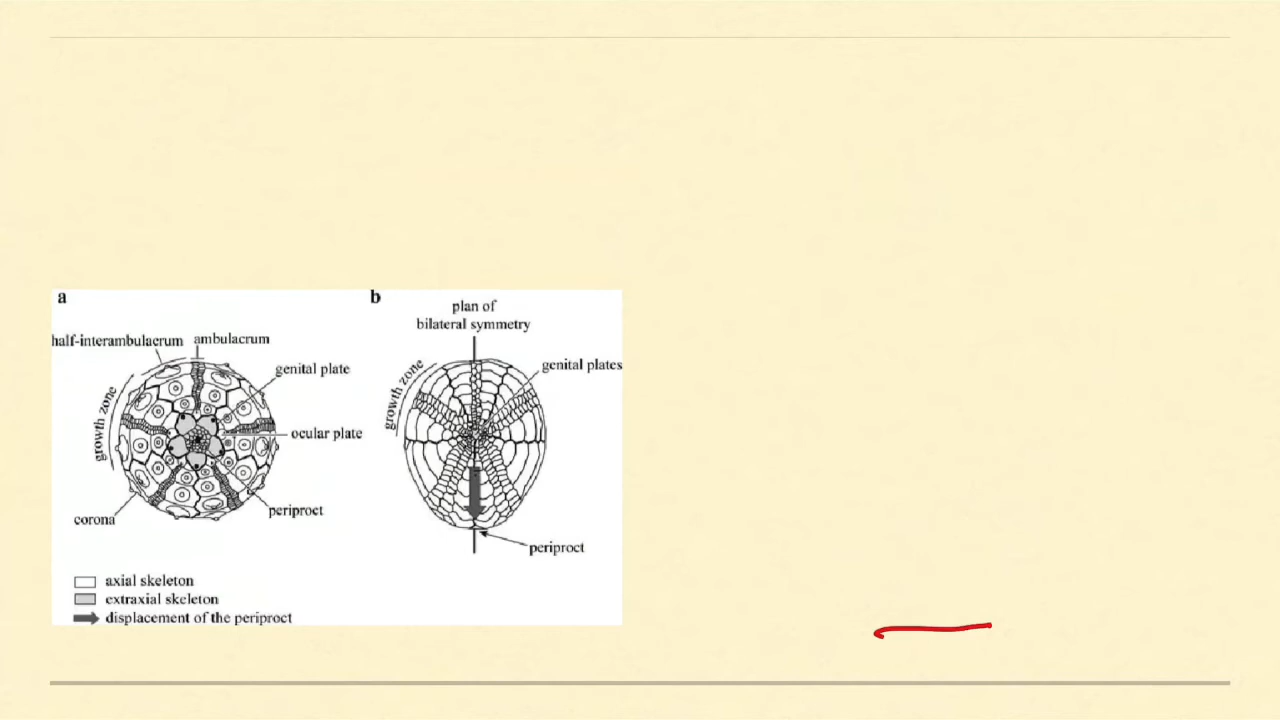 a
half-interambulacrum
ambulacrum
genital plate
growth zone
ocular plate
periproct
corona
b
plan of
bilateral symmetry
growth zone
genital plates
periproct
axial skeleton
extraxial skeleton
displacement of the periproct